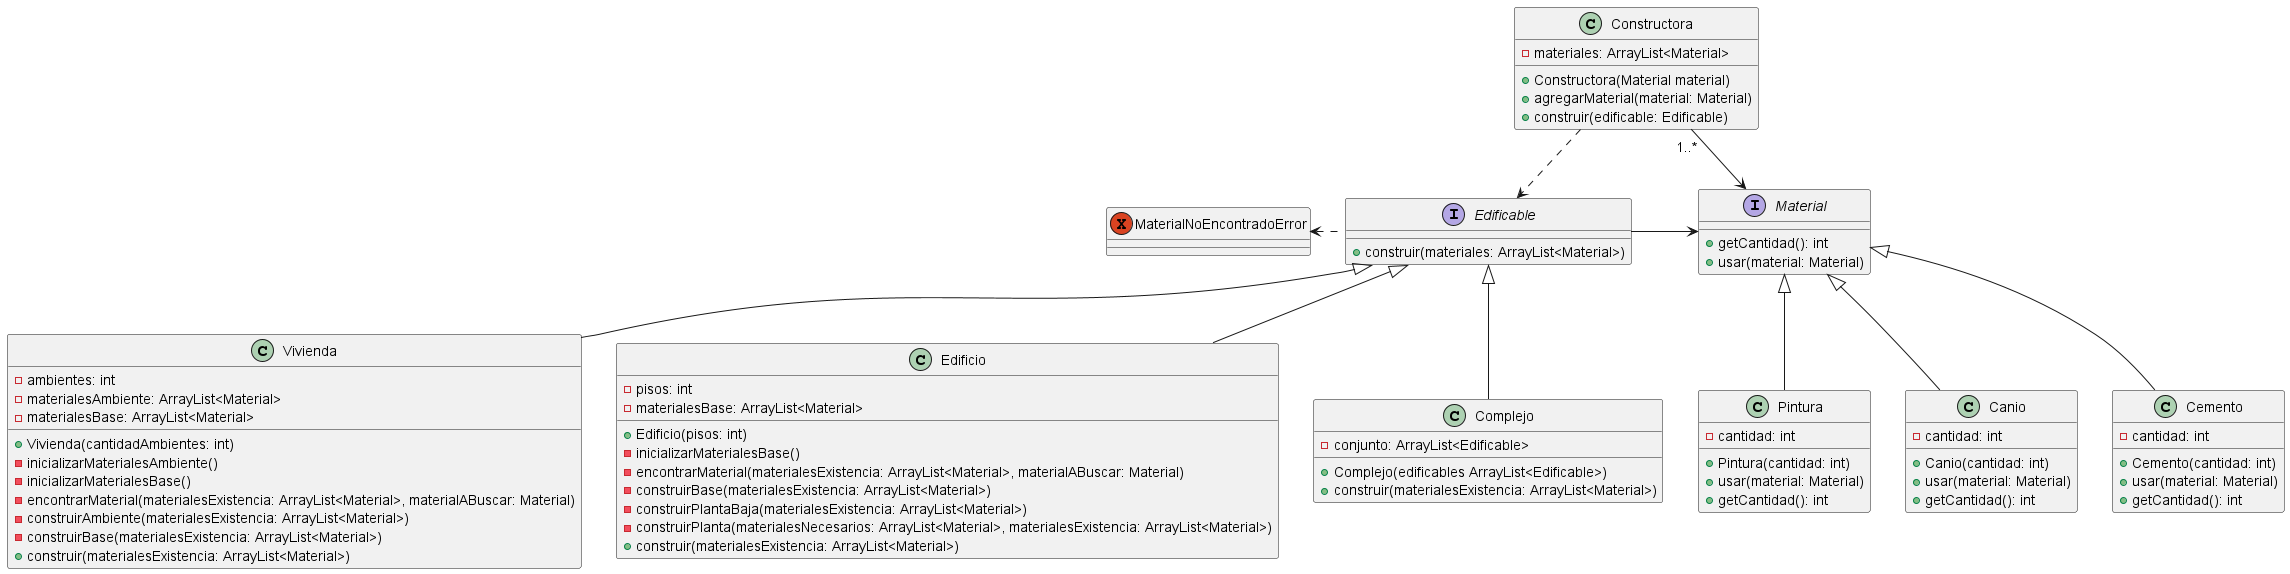 C Constructora
materiales: ArrayList<Material>
Constructora(Material material)
agregarMaterial(material: Material)
construir(edificable: Edificable)
1..*
X MaterialNoEncontradoError
I Edificable
construir(materiales: ArrayList<Material>)
I Material
getCantidad(): int
usar(material: Material)
C Vivienda
ambientes: int
materialesAmbiente: ArrayList<Material>
materialesBase: ArrayList<Material>
Vivienda(cantidadAmbientes: int)
inicializarMaterialesAmbiente()
inicializarMaterialesBase()
encontrarMaterial(materialesExistencia: ArrayList<Material>, materialABuscar: Material)
construirAmbiente(materialesExistencia: ArrayList<Material>)
construirBase(materialesExistencia: ArrayList<Material>)
construir(materialesExistencia: ArrayList<Material>)
C Edificio
pisos: int
materialesBase: ArrayList<Material>
Edificio(pisos: int)
inicializarMaterialesBase()
encontrarMaterial(materialesExistencia: ArrayList<Material>, materialABuscar: Material)
construirBase(materialesExistencia: ArrayList<Material>)
construirPlantaBaja(materialesExistencia: ArrayList<Material>)
construirPlanta(materialesNecesarios: ArrayList<Material>, materialesExistencia: ArrayList<Material>)
construir(materialesExistencia: ArrayList<Material>)
C Complejo
conjunto: ArrayList<Edificable>
Complejo(edificables ArrayList<Edificable>)
construir(materialesExistencia: ArrayList<Material>)
C Pintura
cantidad: int
Pintura(cantidad: int)
usar(material: Material)
getCantidad(): int
C Canio
cantidad: int
Canio(cantidad: int)
usar(material: Material)
getCantidad(): int
C Cemento
cantidad: int
Cemento(cantidad: int)
usar(material: Material)
getCantidad(): int